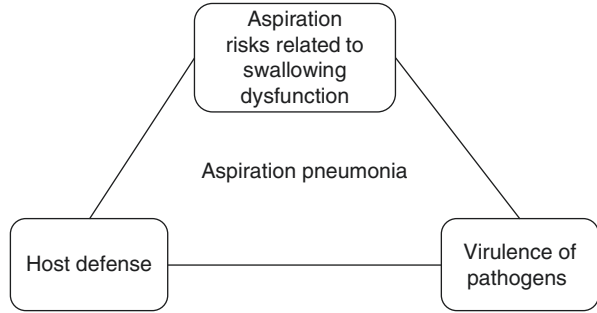 Aspiration
risks related to
swallowing
dysfunction
Aspiration pneumonia
Host defense
Virulence of
pathogens